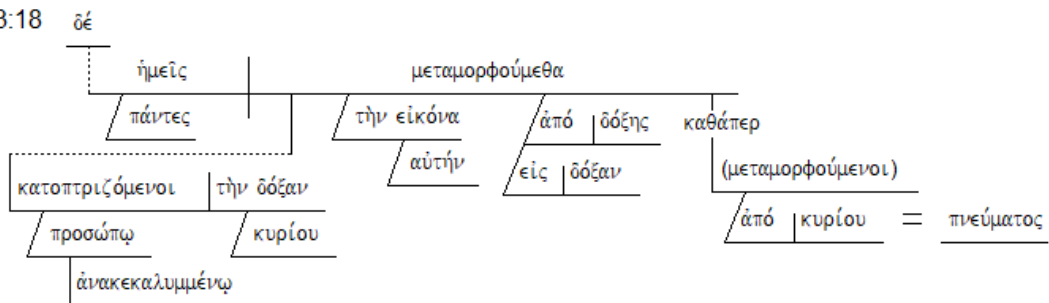 3:18 δέ
ἡμεῖς μεταμορφούμεθα
πάντες τὴν εἰκόνα ἀπό δόξης καθάπερ
αὐτήν εἰς δόξαν (μεταμορφούμενοι)
κατοπτριζόμενοι τὴν δόξαν
προσώπῳ κυρίου ἀπό κυρίου = πνεύματος
ἀνακεκαλυμμένῳ